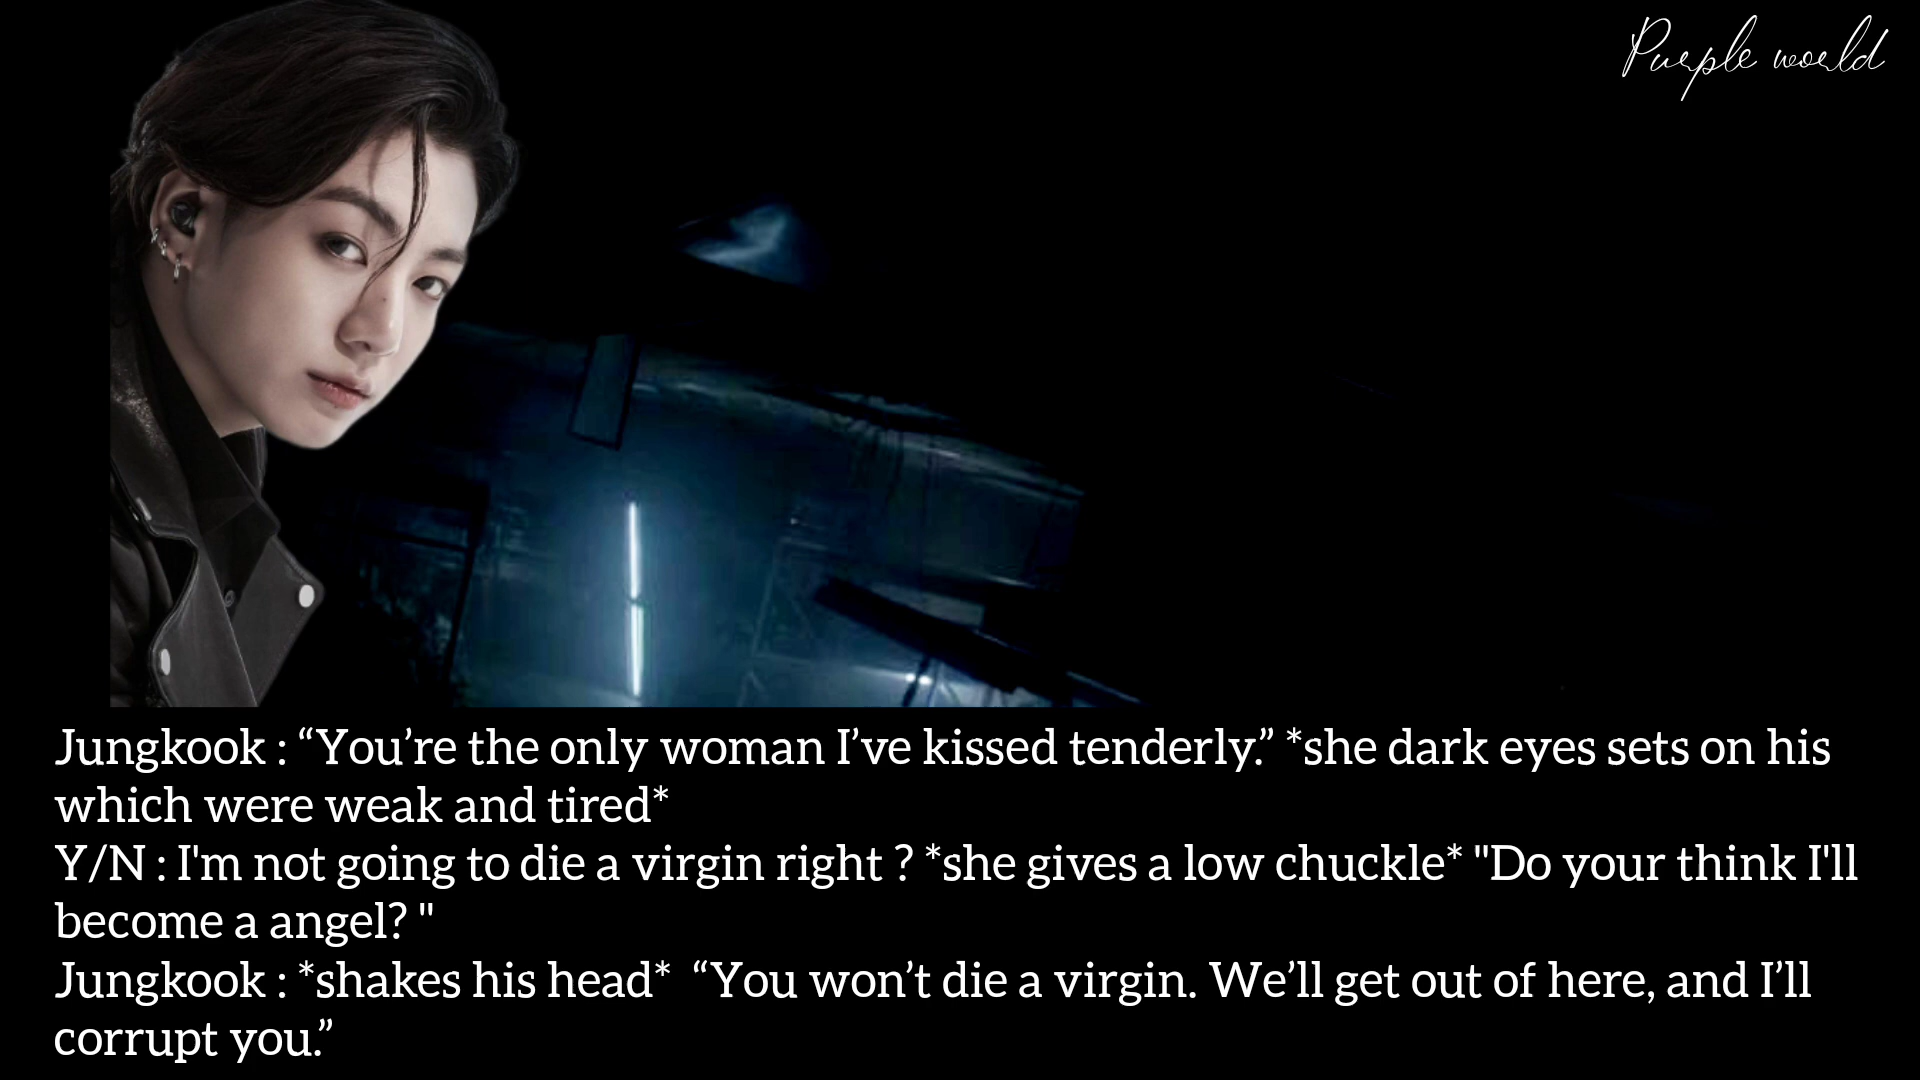 Purple world
Jungkook : “You’re the only woman I’ve kissed tenderly.” *she dark eyes sets on his
which were weak and tired*
Y/N : I'm not going to die a virgin right ? *she gives a low chuckle* "Do your think I'll
become a angel? "
Jungkook : *shakes his head*  “You won’t die a virgin. We’ll get out of here, and I’ll
corrupt you.”